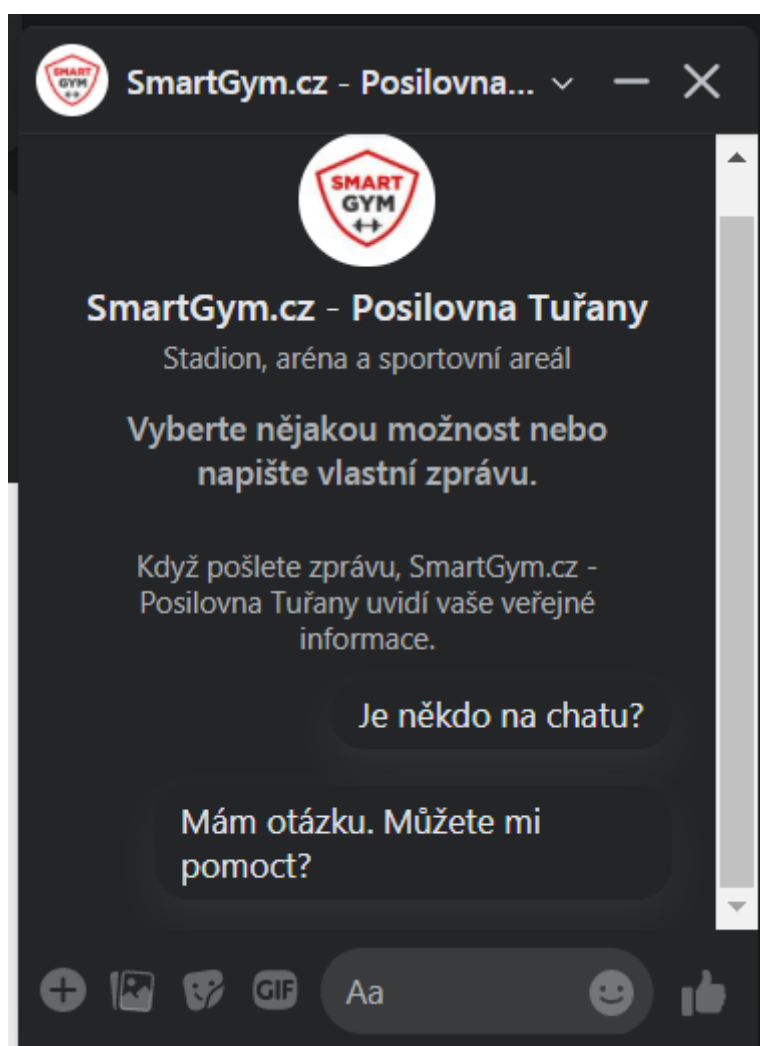 SMART
GYM
SmartGym.cz - Posilovna...
SMART
GYM
SmartGym.cz - Posilovna Tuřany
Stadion, aréna a sportovní areál
Vyberte nějakou možnost nebo
napište vlastní zprávu.
Když pošlete zprávu, SmartGym.cz -
Posilovna Tuřany uvidí vaše veřejné
informace.
Je někdo na chatu?
Mám otázku. Můžete mi
pomoct?
GIF
Aa